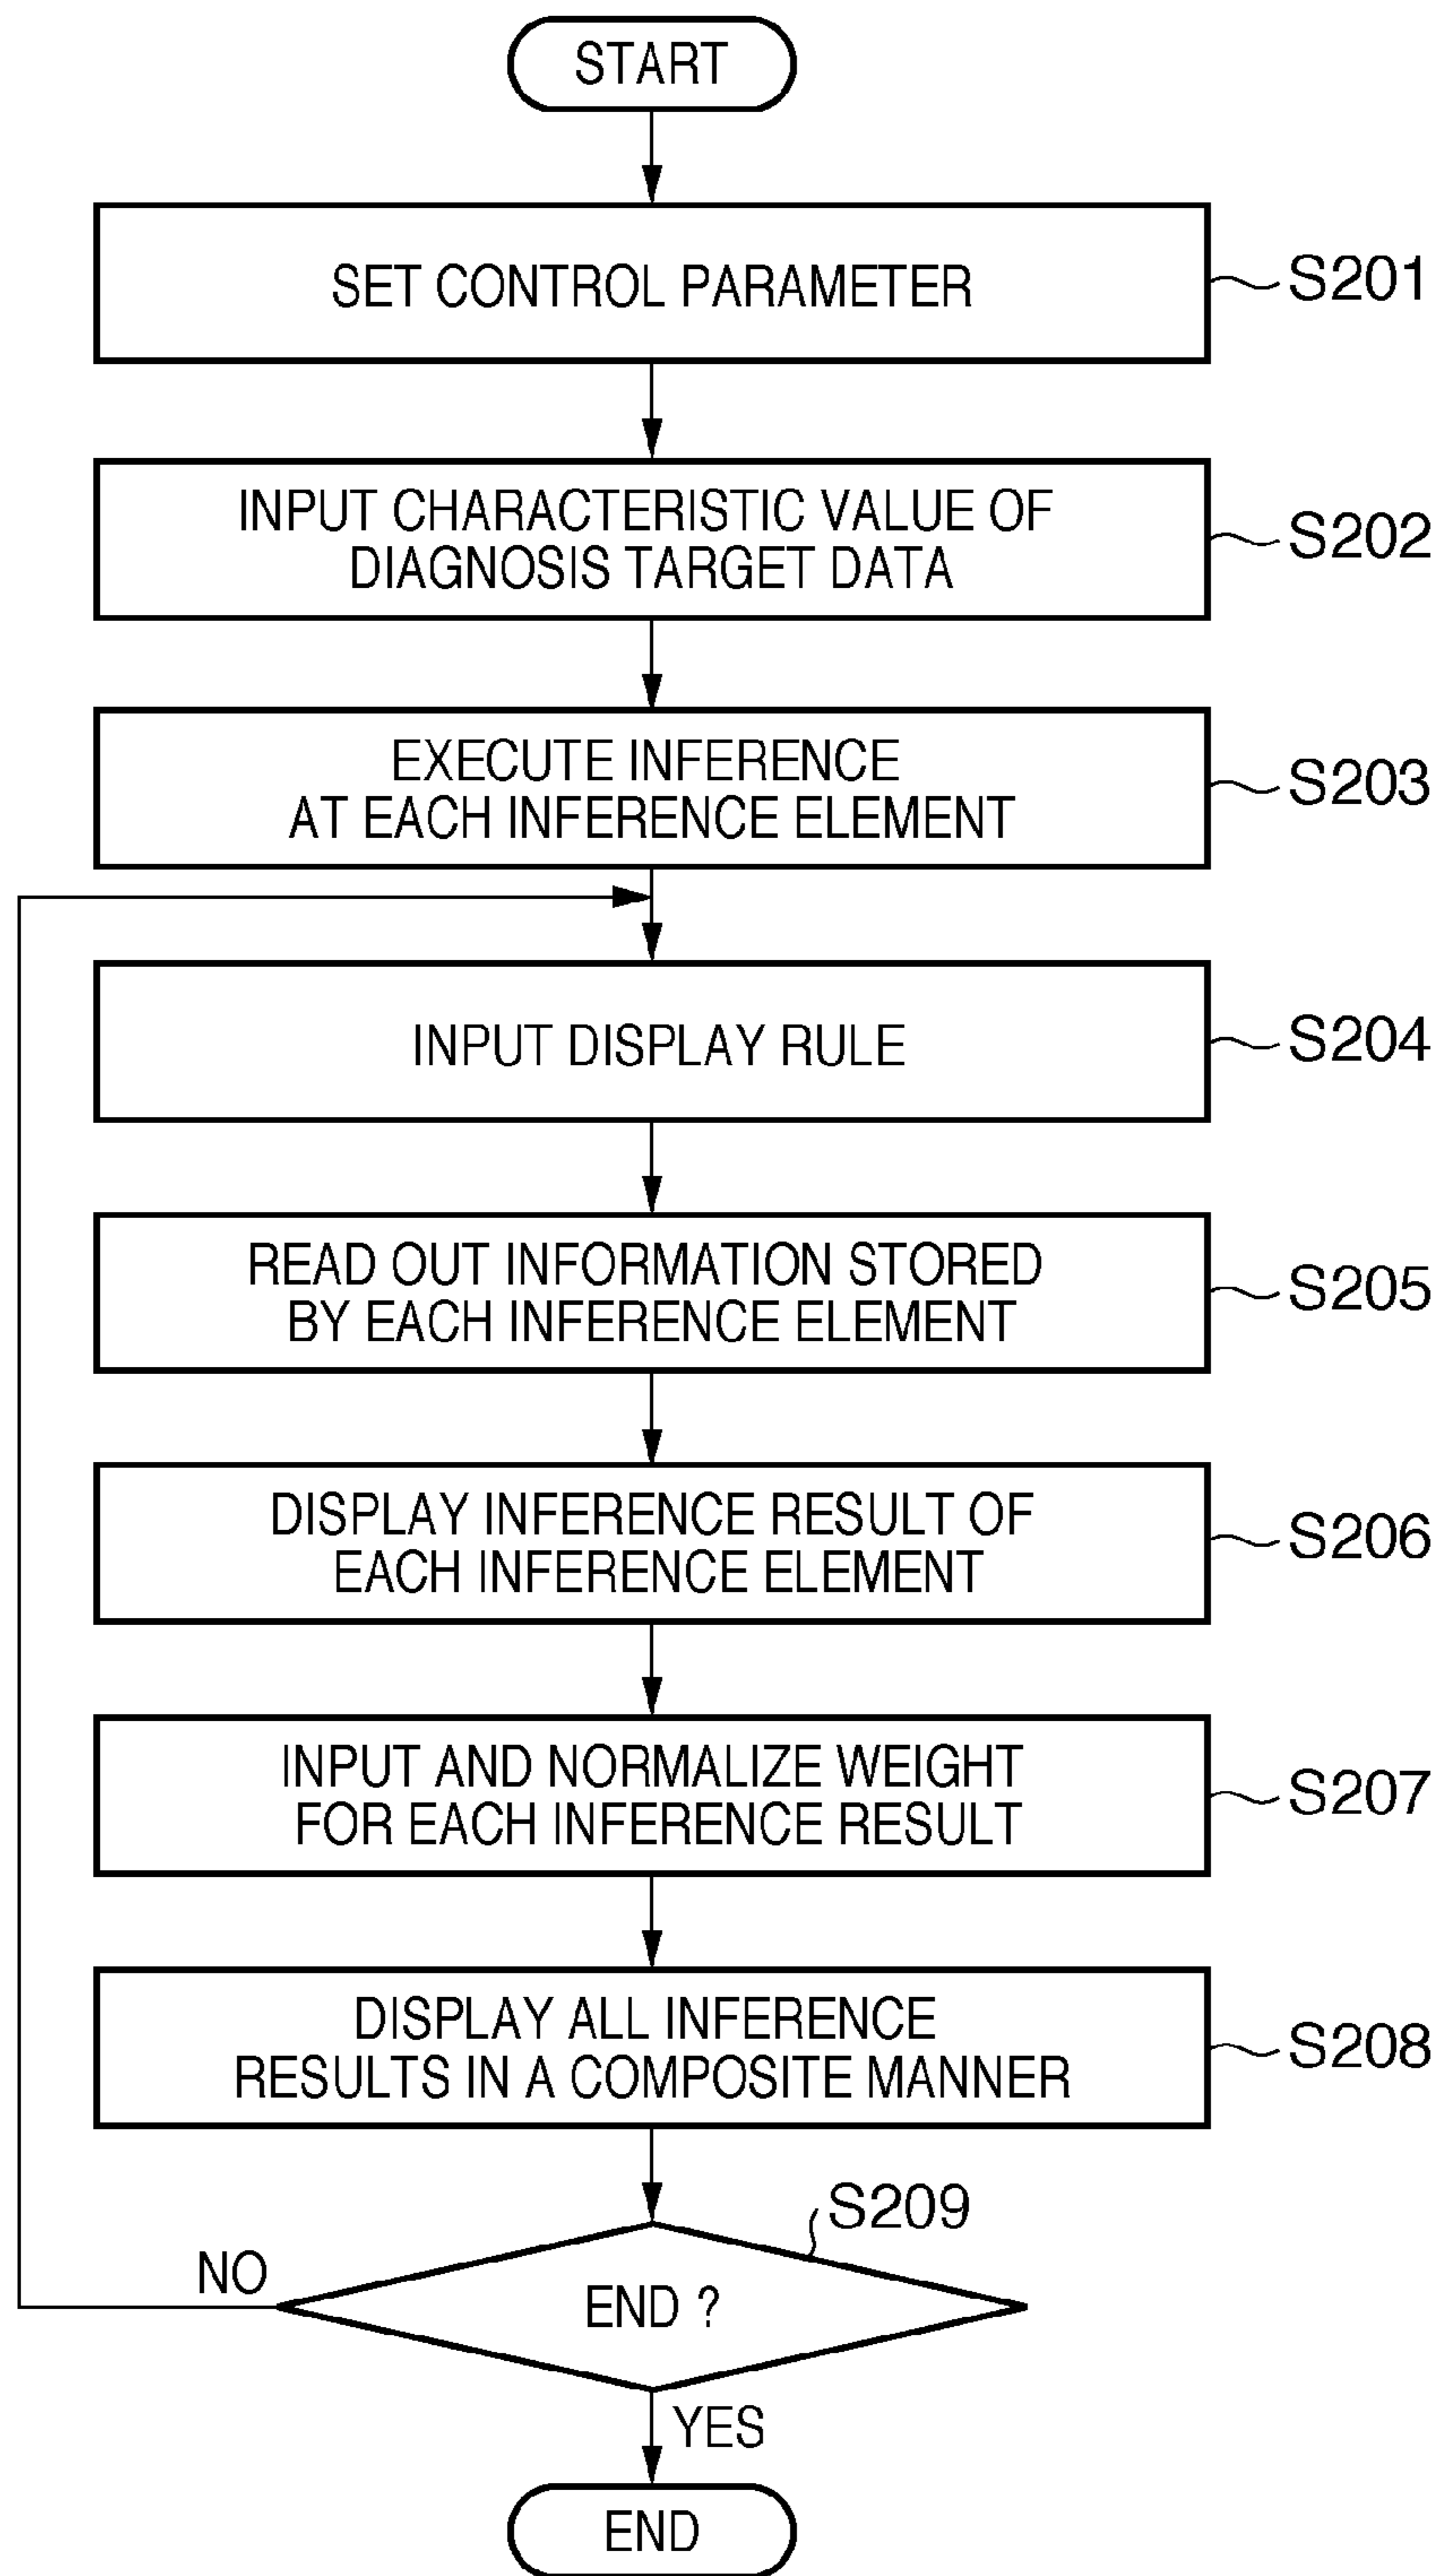 START
SET CONTROL PARAMETER
S201
INPUT CHARACTERISTIC VALUE OF
DIAGNOSIS TARGET DATA
S202
EXECUTE INFERENCE
AT EACH INFERENCE ELEMENT
S203
INPUT DISPLAY RULE
S204
READ OUT INFORMATION STORED
BY EACH INFERENCE ELEMENT
S205
DISPLAY INFERENCE RESULT OF
EACH INFERENCE ELEMENT
S206
INPUT AND NORMALIZE WEIGHT
FOR EACH INFERENCE RESULT
S207
DISPLAY ALL INFERENCE
RESULTS IN A COMPOSITE MANNER
S208
S209
NO
END ?
YES
END